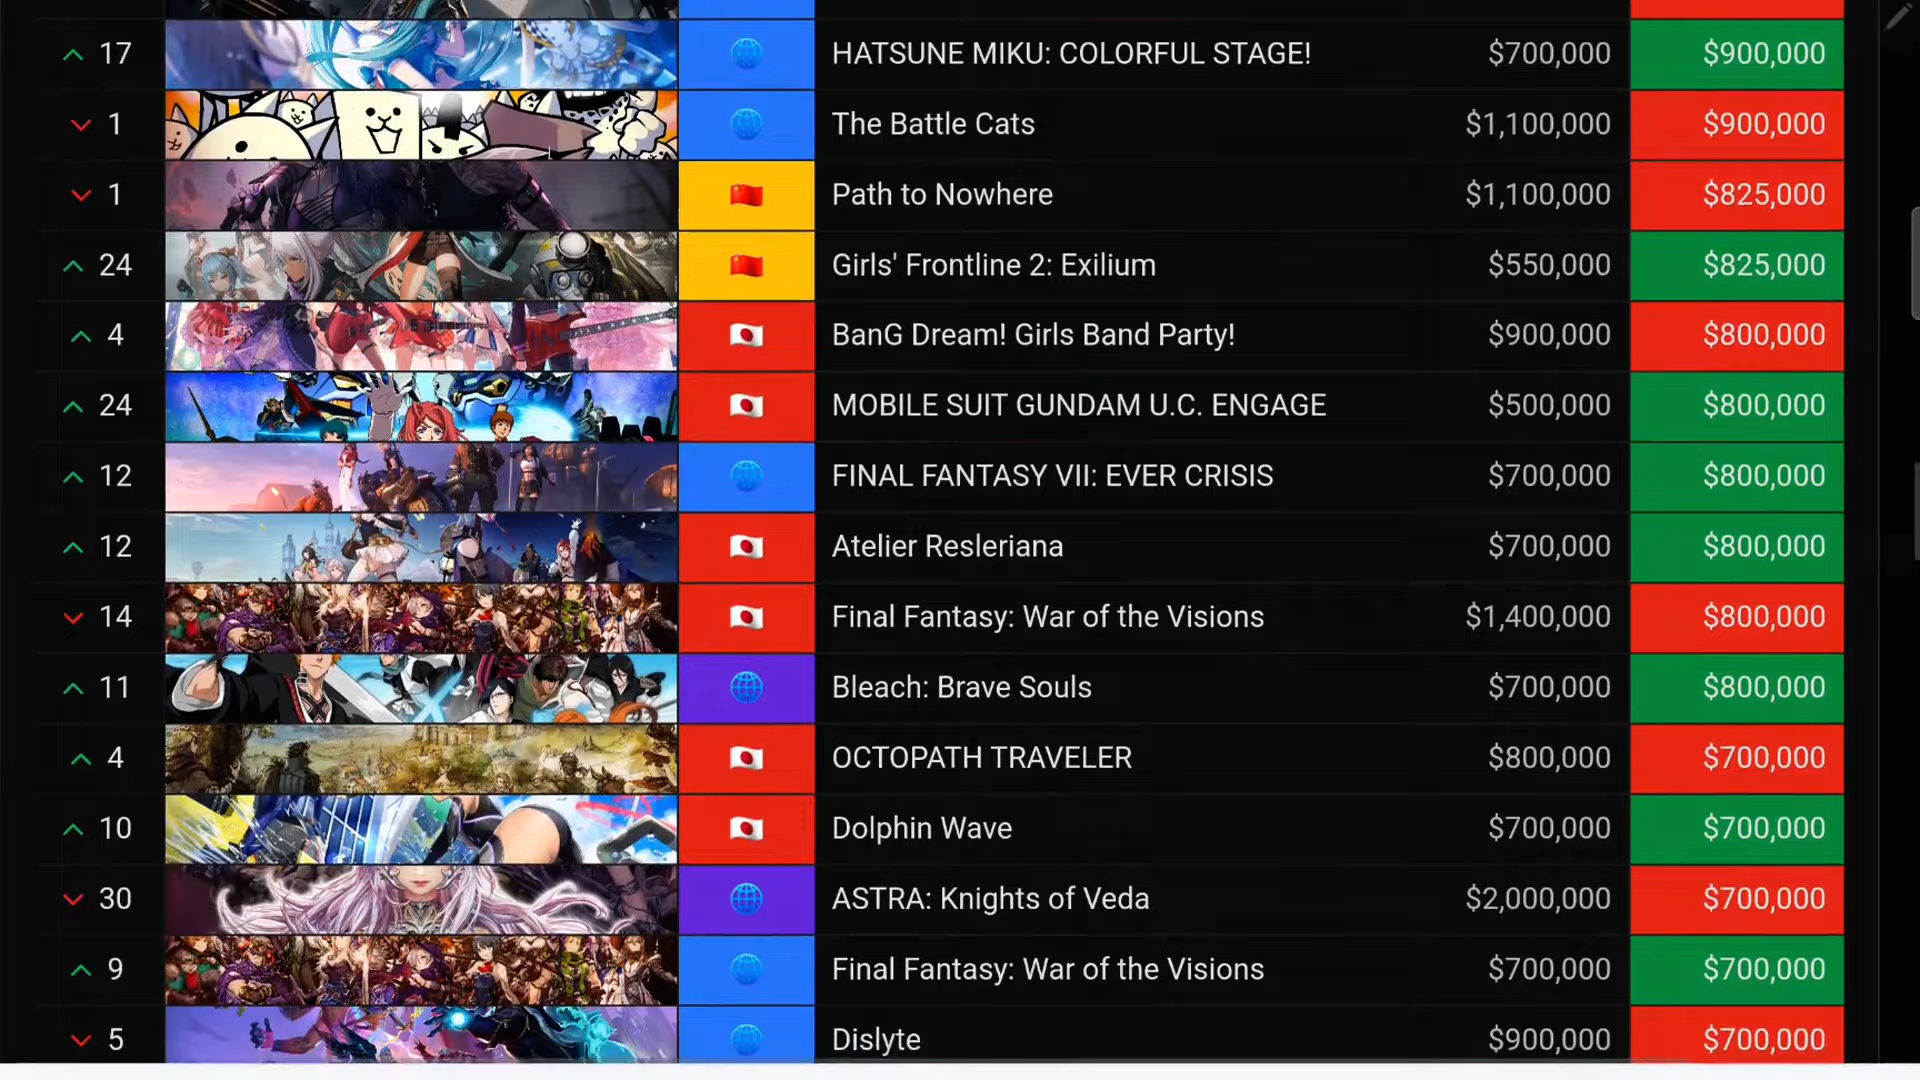 17 HATSUNE MIKU: COLORFUL STAGE! $700,000 $900,000
1 The Battle Cats $1,100,000 $900,000
1 Path to Nowhere $1,100,000 $825,000
24 Girls' Frontline 2: Exilium $550,000 $825,000
4 BanG Dream! Girls Band Party! $900,000 $800,000
24 MOBILE SUIT GUNDAM U.C. ENGAGE $500,000 $800,000
12 FINAL FANTASY VII: EVER CRISIS $700,000 $800,000
12 Atelier Resleriana $700,000 $800,000
14 Final Fantasy: War of the Visions $1,400,000 $800,000
11 Bleach: Brave Souls $700,000 $800,000
4 OCTOPATH TRAVELER $800,000 $700,000
10 Dolphin Wave $700,000 $700,000
30 ASTRA: Knights of Veda $2,000,000 $700,000
9 Final Fantasy: War of the Visions $700,000 $700,000
5 Dislyte $900,000 $700,000